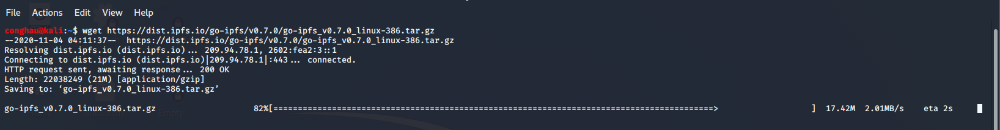 File Actions Edit View Help
conghau@kali:~$ wget https://dist.ipfs.io/go-ipfs/v0.7.0/go-ipfs_v0.7.0_linux-386.tar.gz
--2020-11-04 04:11:37-- https://dist.ipfs.io/go-ipfs/v0.7.0/go-ipfs_v0.7.0_linux-386.tar.gz
Resolving dist.ipfs.io (dist.ipfs.io)... 209.94.78.1, 2602:fea2:3::1
Connecting to dist.ipfs.io (dist.ipfs.io)|209.94.78.1|:443... connected.
HTTP request sent, awaiting response... 200 OK
Length: 22038249 (21M) [application/gzip]
Saving to: ‘go-ipfs_v0.7.0_linux-386.tar.gz’
go-ipfs_v0.7.0_linux-386.tar.gz 82%[==========================================================================================> ] 17.42M 2.01MB/s eta 2s
Empty